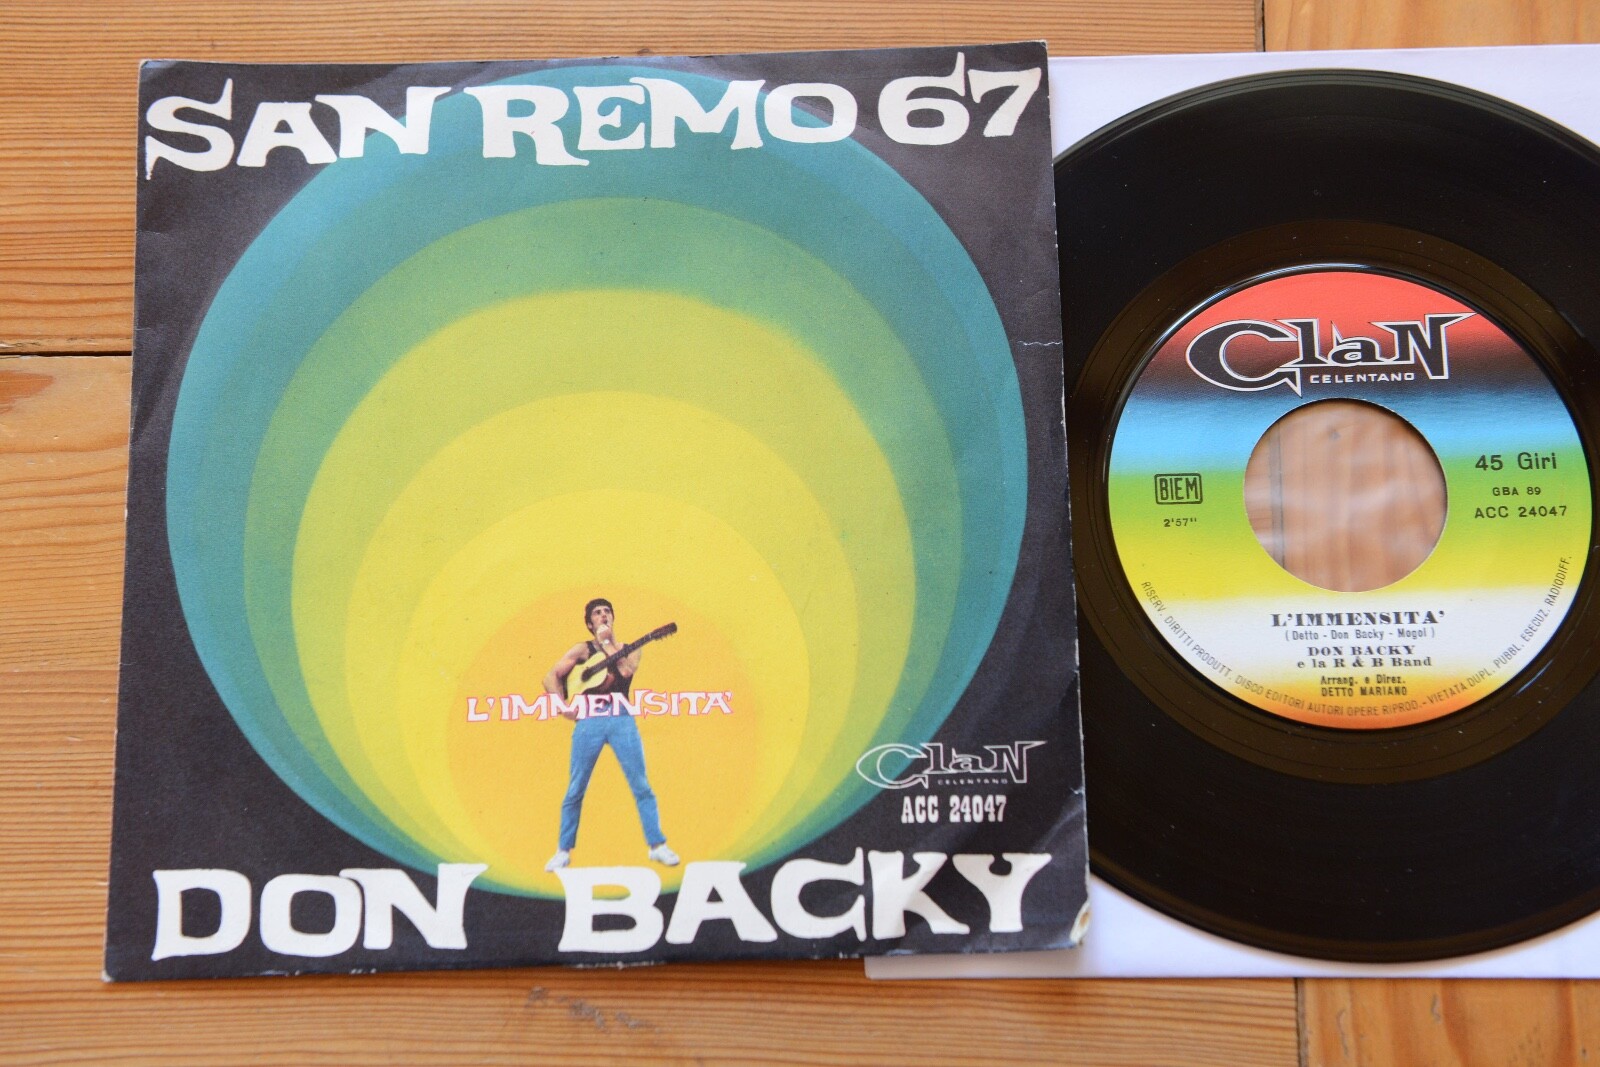 SAN REMO 67
L'IMMENSITA'
ClaN
CELENTANO
ACC 24047
DON BACKY
ClaN
CELENTANO
45 Giri
GBA 89
ACC 24047
BIEM
2'57"
L'IMMENSITA'
(Detto - Don Backy - Mogol)
DON BACKY
e la R & B Band
Arrang. e Direz.
DETTO MARIANO
RISERV. DIRITTI PRODUTT. DISCO EDITORI AUTORI OPERE RIPROD. - VIETATA DUPL. PUBBL. ESECUZ. RADIODIFF.